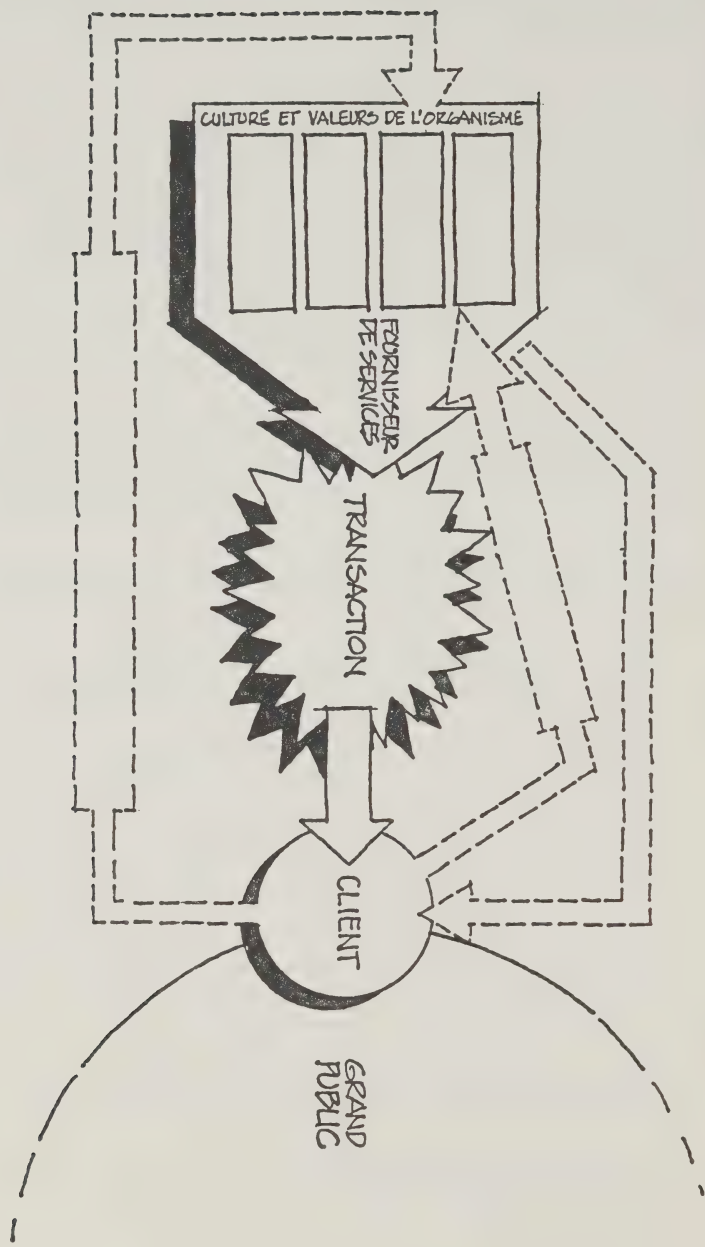 CULTURE ET VALEURS DE L'ORGANISME
FOURNISSEUR
DE SERVICES
TRANSACTION
CLIENT
GRAND
PUBLIC